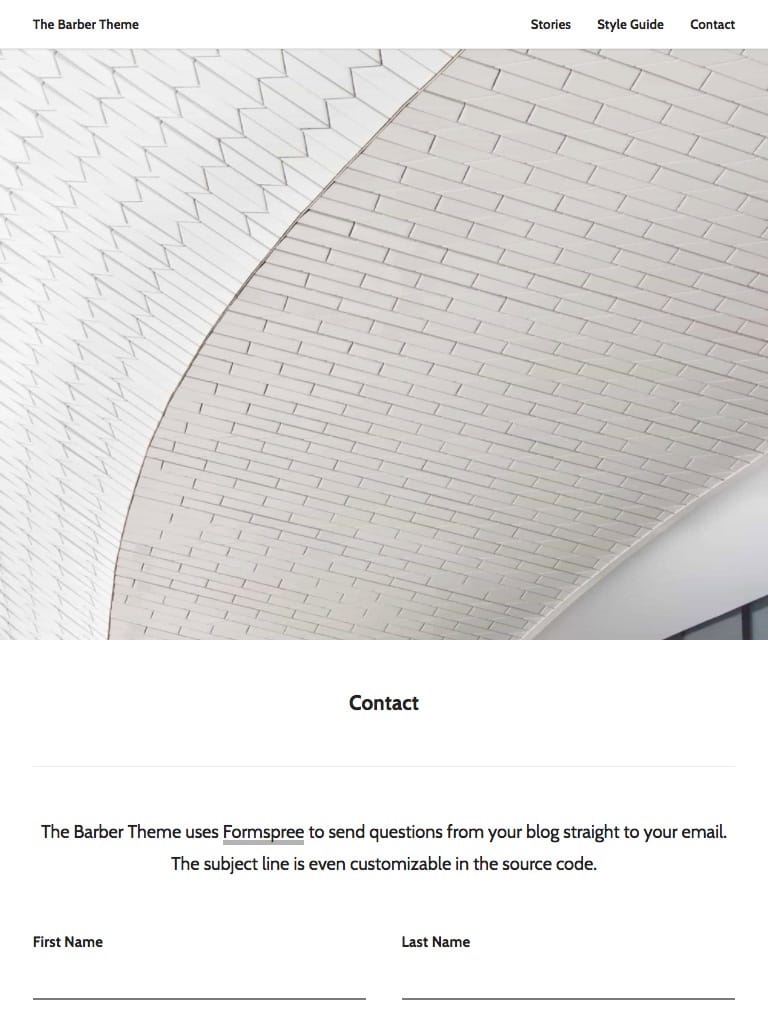 The Barber Theme
Stories Style Guide Contact
Contact
The Barber Theme uses Formspree to send questions from your blog straight to your email.
The subject line is even customizable in the source code.
First Name
Last Name